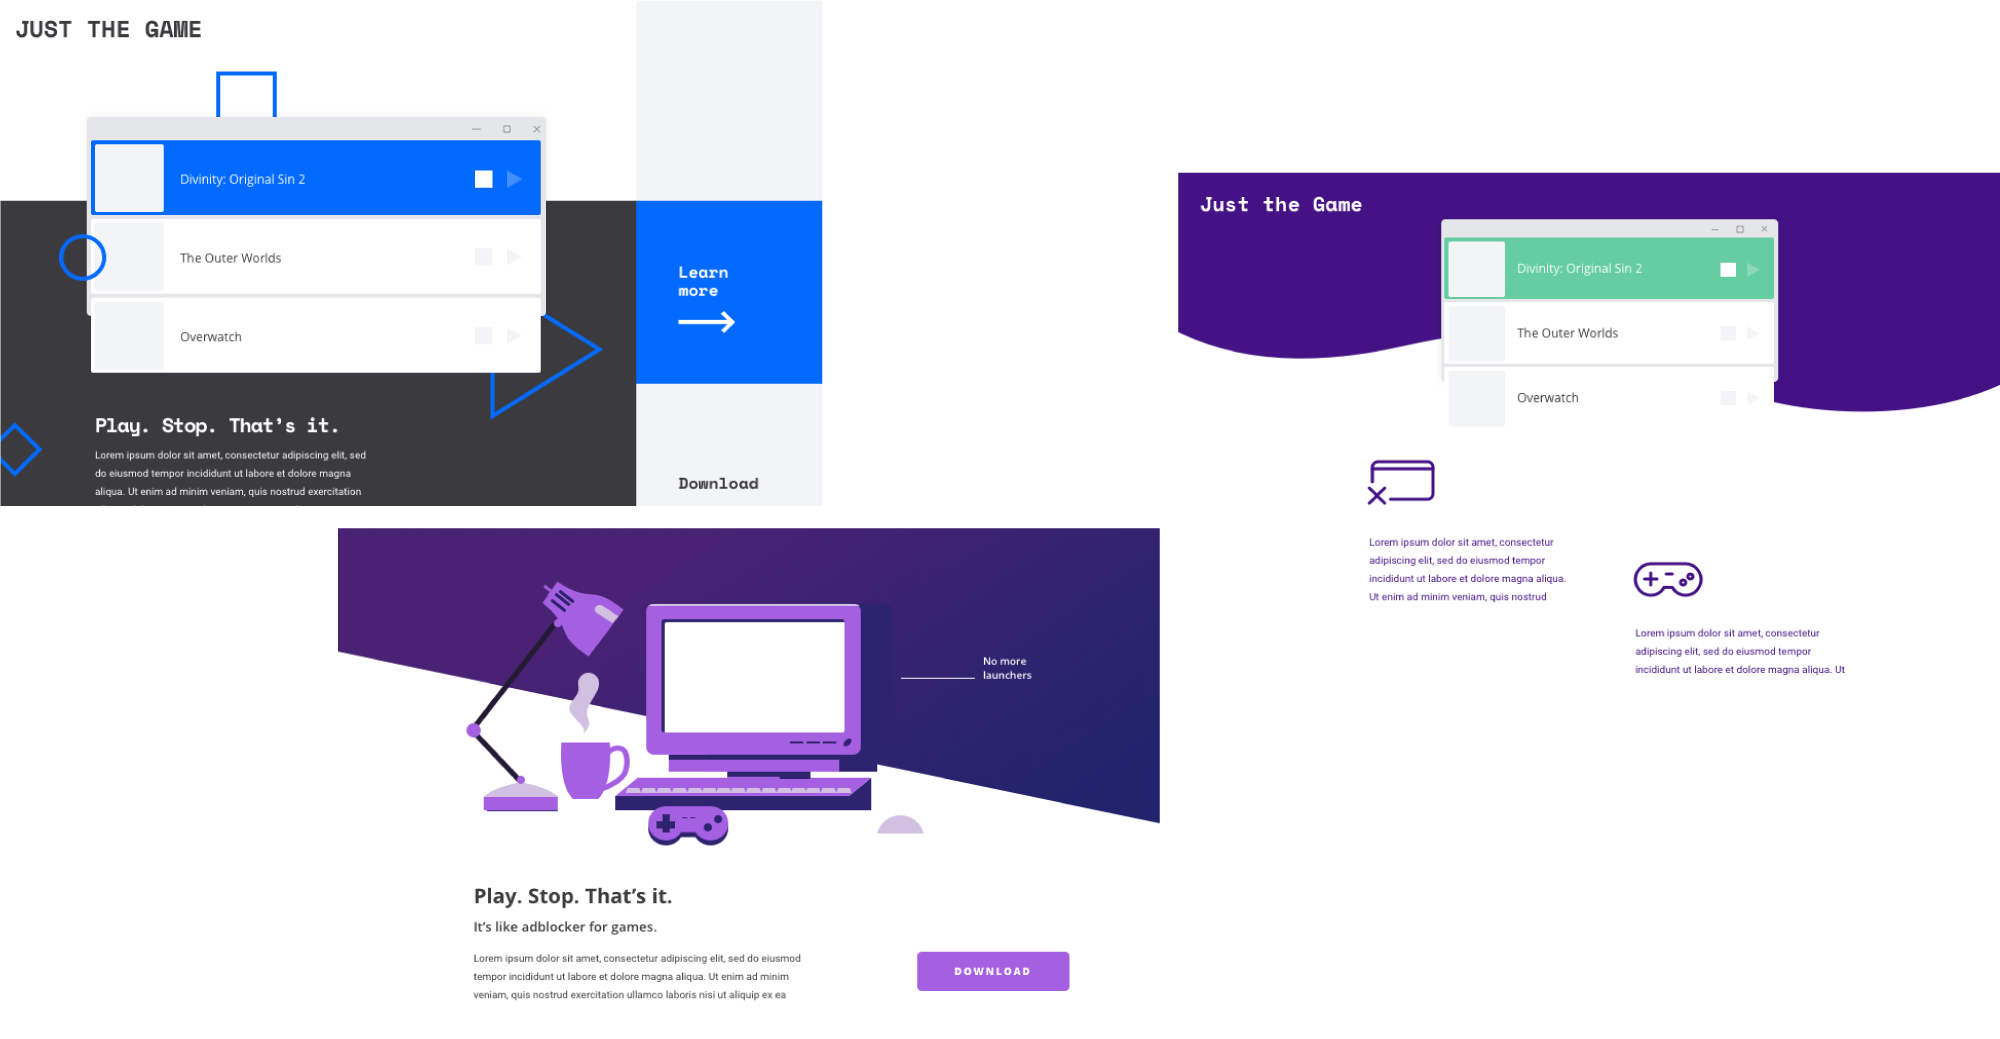 JUST THE GAME
Divinity: Original Sin 2
The Outer Worlds
Overwatch
Play. Stop. That's it.
Lorem ipsum dolor sit amet, consectetur adipiscing elit, sed
do eiusmod tempor incididunt ut labore et dolore magna
aliqua. Ut enim ad minim veniam, quis nostrud exercitation
Learn
more
Download
Just the Game
Divinity: Original Sin 2
The Outer Worlds
Overwatch
Lorem ipsum dolor sit amet, consectetur
adipiscing elit, sed do eiusmod tempor
incididunt ut labore et dolore magna aliqua.
Ut enim ad minim veniam, quis nostrud
Lorem ipsum dolor sit amet, consectetur
adipiscing elit, sed do eiusmod tempor
incididunt ut labore et dolore magna aliqua. Ut
No more
launchers
Play. Stop. That's it.
It's like adblocker for games.
Lorem ipsum dolor sit amet, consectetur adipiscing elit, sed do eiusmod
tempor incididunt ut labore et dolore magna aliqua. Ut enim ad minim
veniam, quis nostrud exercitation ullamco laboris nisi ut aliquip ex ea
DOWNLOAD